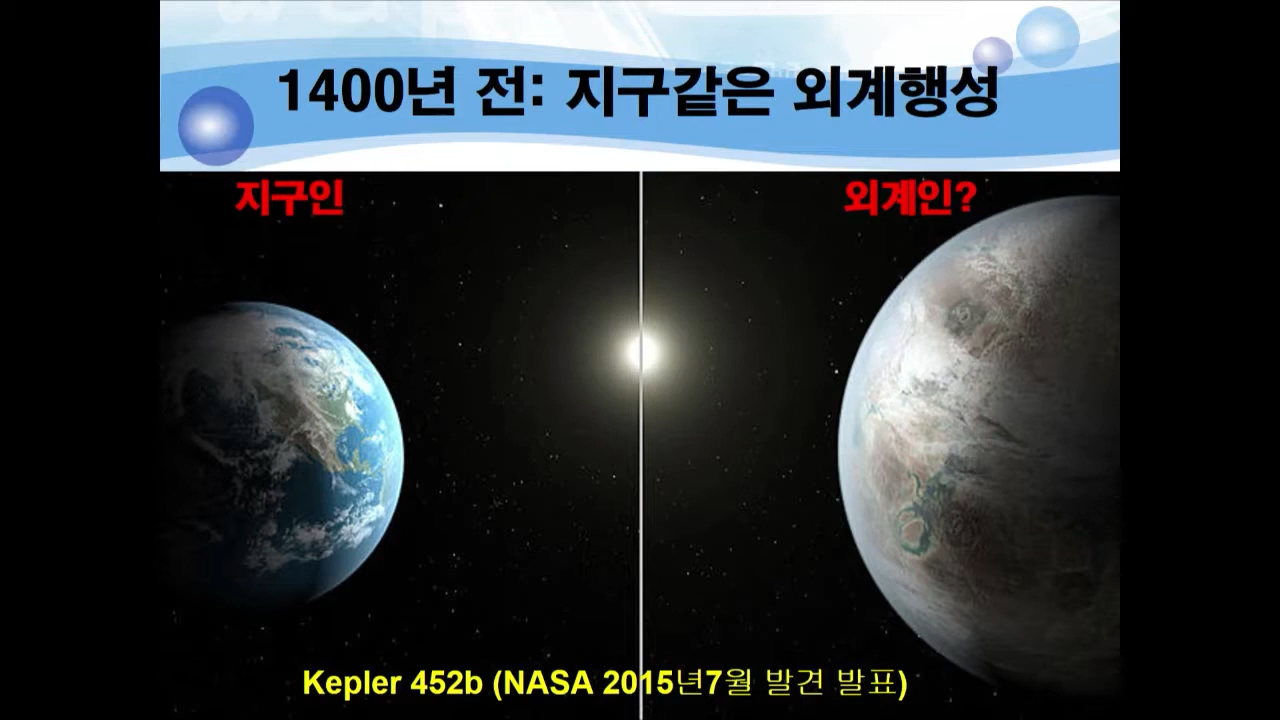 1400년 전: 지구같은 외계행성
지구인
외계인?
Kepler 452b (NASA 2015년7월 발견 발표)